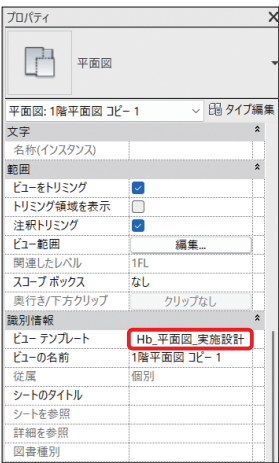 プロパティ
平面図
平面図: 1階平面図 コピー 1 タイプ編集
文字
名称(インスタンス)
範囲
ビューをトリミング
トリミング領域を表示
注釈トリミング
ビュー範囲 編集...
関連したレベル 1FL
スコープ ボックス なし
奥行き/下方クリップ クリップなし
識別情報
ビュー テンプレート Hb_平面図_実施設計
ビューの名前 1階平面図 コピー 1
従属 個別
シートのタイトル
シートを参照
詳細を参照
図書種別